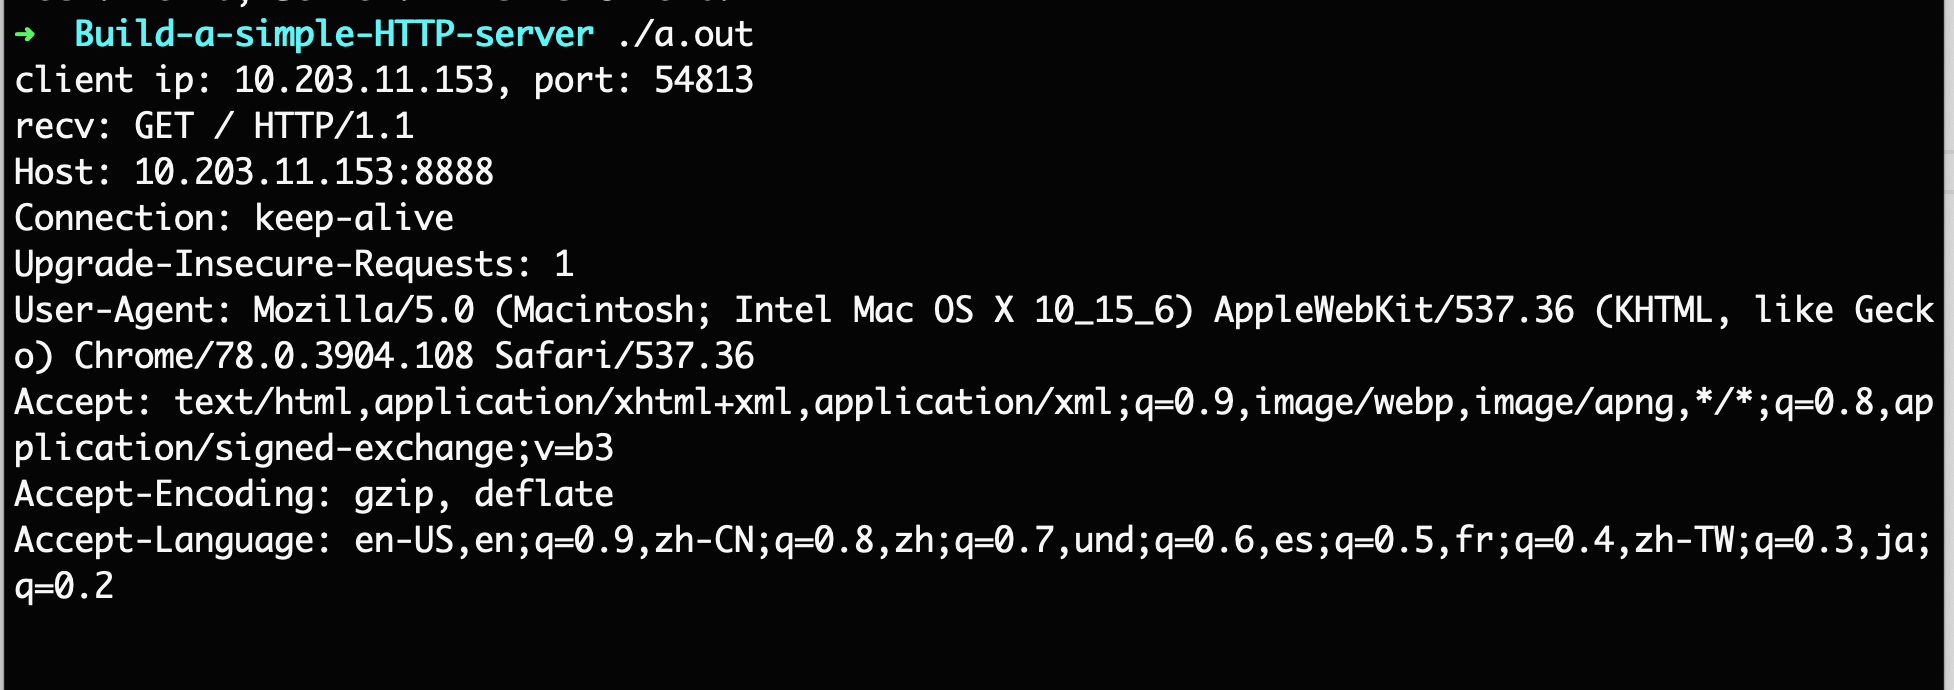 ➜  Build-a-simple-HTTP-server ./a.out
client ip: 10.203.11.153, port: 54813
recv: GET / HTTP/1.1
Host: 10.203.11.153:8888
Connection: keep-alive
Upgrade-Insecure-Requests: 1
User-Agent: Mozilla/5.0 (Macintosh; Intel Mac OS X 10_15_6) AppleWebKit/537.36 (KHTML, like Geck
o) Chrome/78.0.3904.108 Safari/537.36
Accept: text/html,application/xhtml+xml,application/xml;q=0.9,image/webp,image/apng,*/*;q=0.8,ap
plication/signed-exchange;v=b3
Accept-Encoding: gzip, deflate
Accept-Language: en-US,en;q=0.9,zh-CN;q=0.8,zh;q=0.7,und;q=0.6,es;q=0.5,fr;q=0.4,zh-TW;q=0.3,ja;
q=0.2